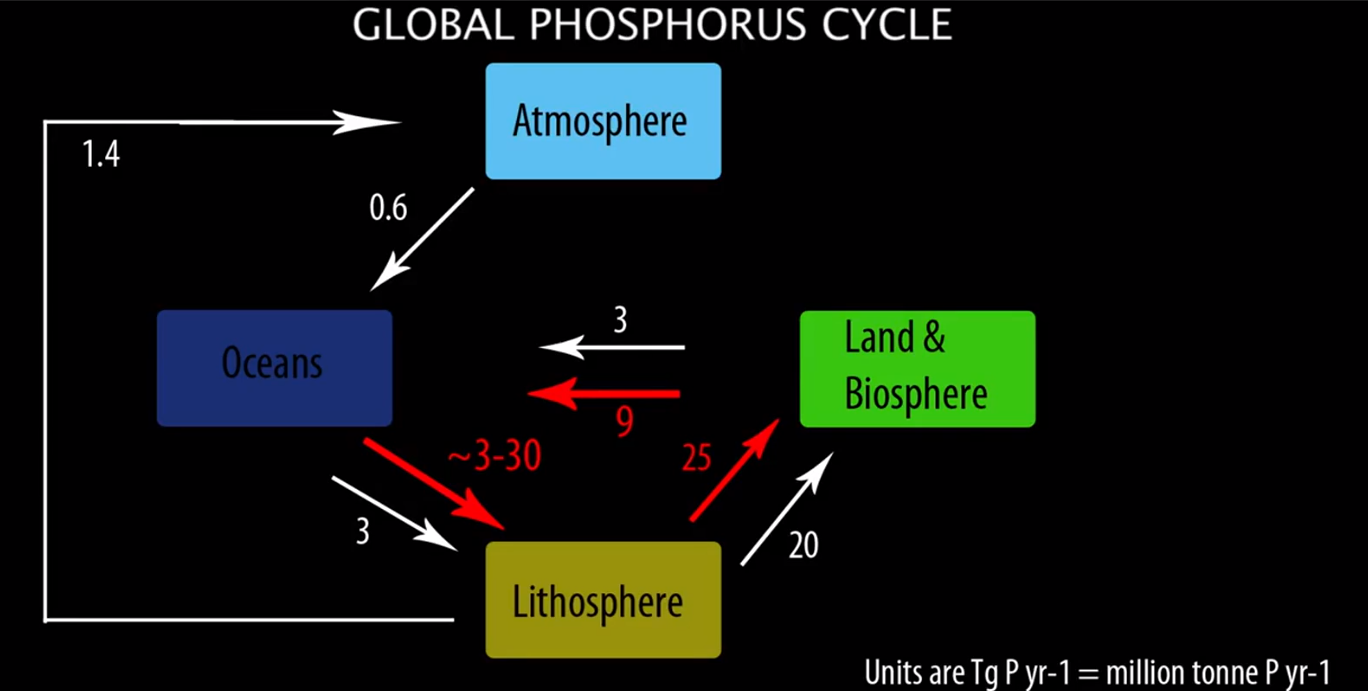 GLOBAL PHOSPHORUS CYCLE
Atmosphere
1.4
0.6
3
Land &
Biosphere
Oceans
9
~3-30
25
3
20
Lithosphere
Units are Tg P yr-1 = million tonne P yr-1